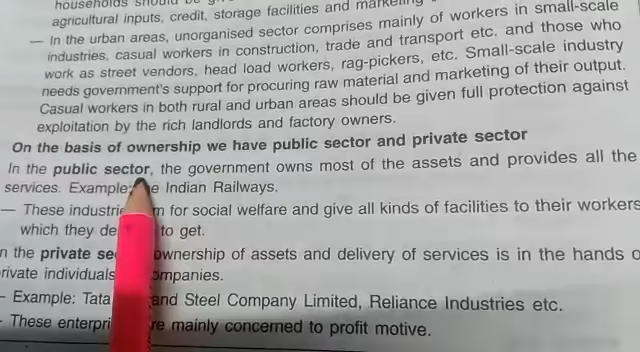 households should be
agricultural inputs, credit, storage facilities and marketing
— In the urban areas, unorganised sector comprises mainly of workers in small-scale
industries, casual workers in construction, trade and transport etc. and those who
work as street vendors, head load workers, rag-pickers, etc. Small-scale industry
needs government's support for procuring raw material and marketing of their output.
Casual workers in both rural and urban areas should be given full protection against
exploitation by the rich landlords and factory owners.
On the basis of ownership we have public sector and private sector
In the public sector, the government owns most of the assets and provides all the
services. Example: Indian Railways.
— These industrie m for social welfare and give all kinds of facilities to their workers
which they de to get.
n the private se ownership of assets and delivery of services is in the hands o
rivate individuals ompanies.
– Example: Tata and Steel Company Limited, Reliance Industries etc.
- These enterpri re mainly concerned to profit motive.